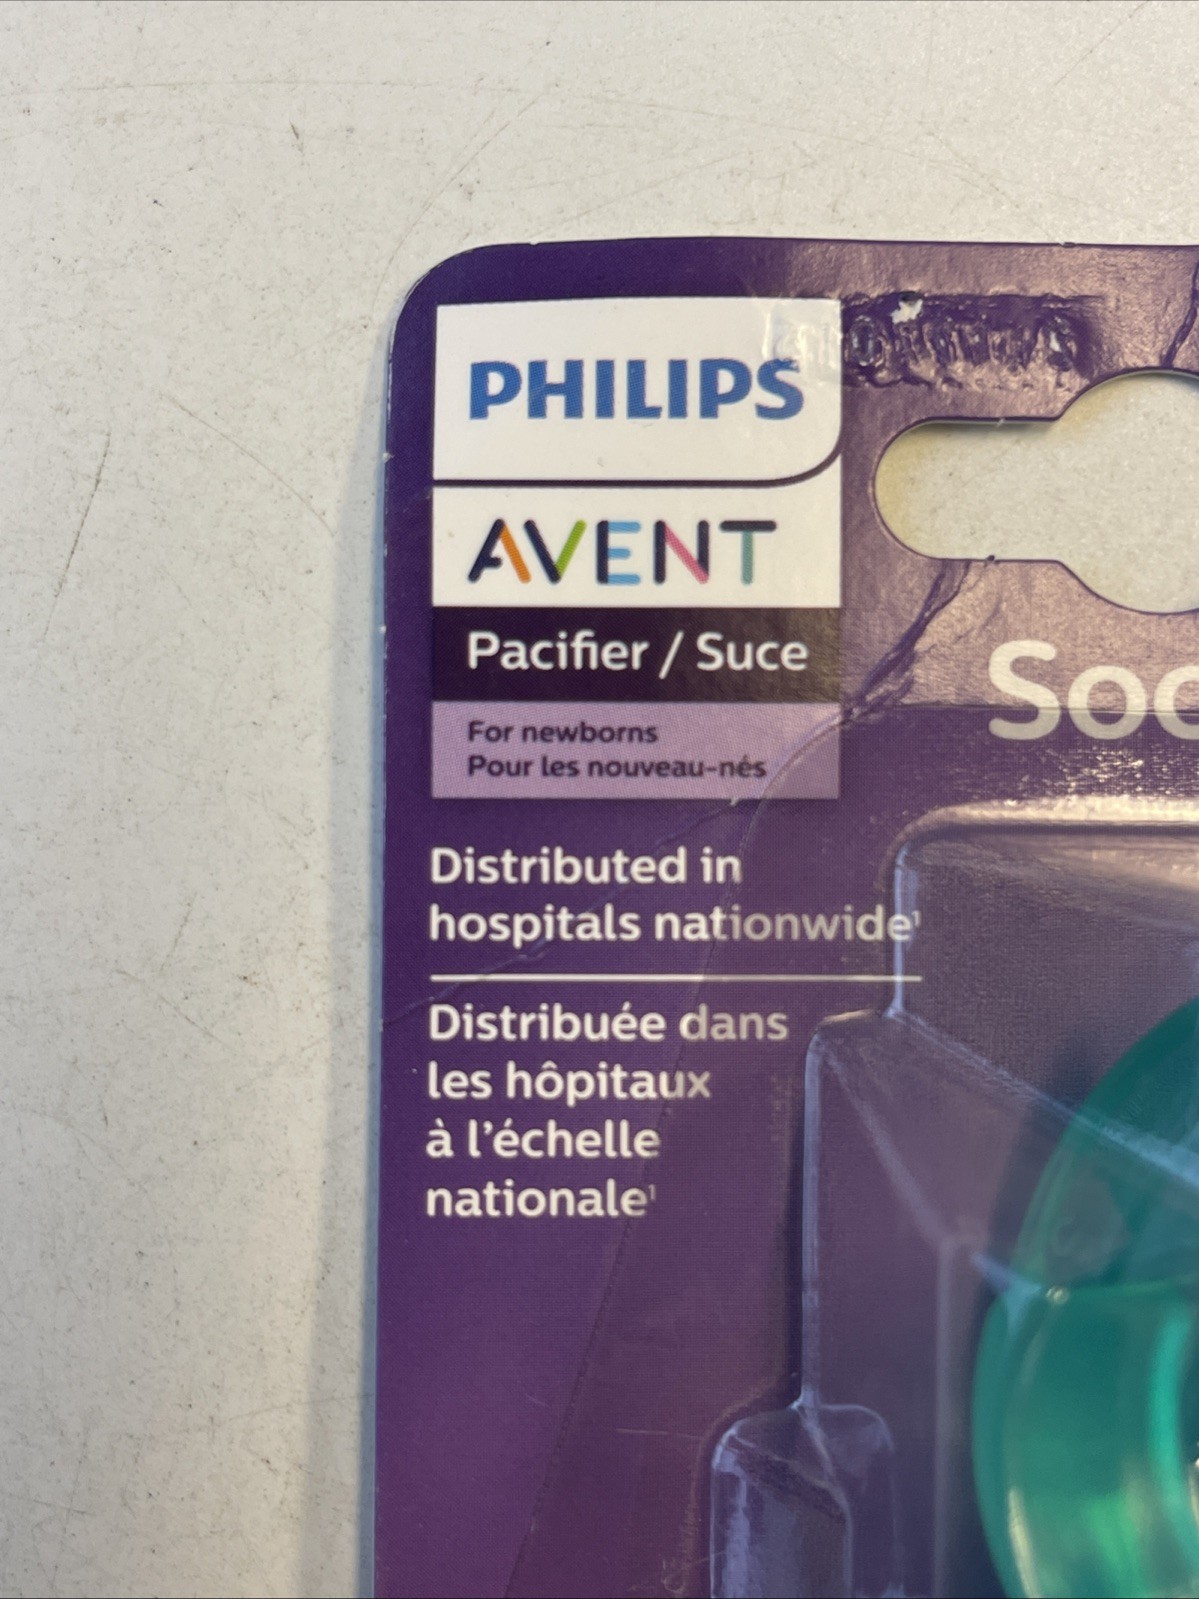 PHILIPS
AVENT
Pacifier / Suce
For newborns
Pour les nouveau-nés
Distributed in
hospitals nationwide¹
Distribuée dans
les hôpitaux
à l'échelle
nationale¹